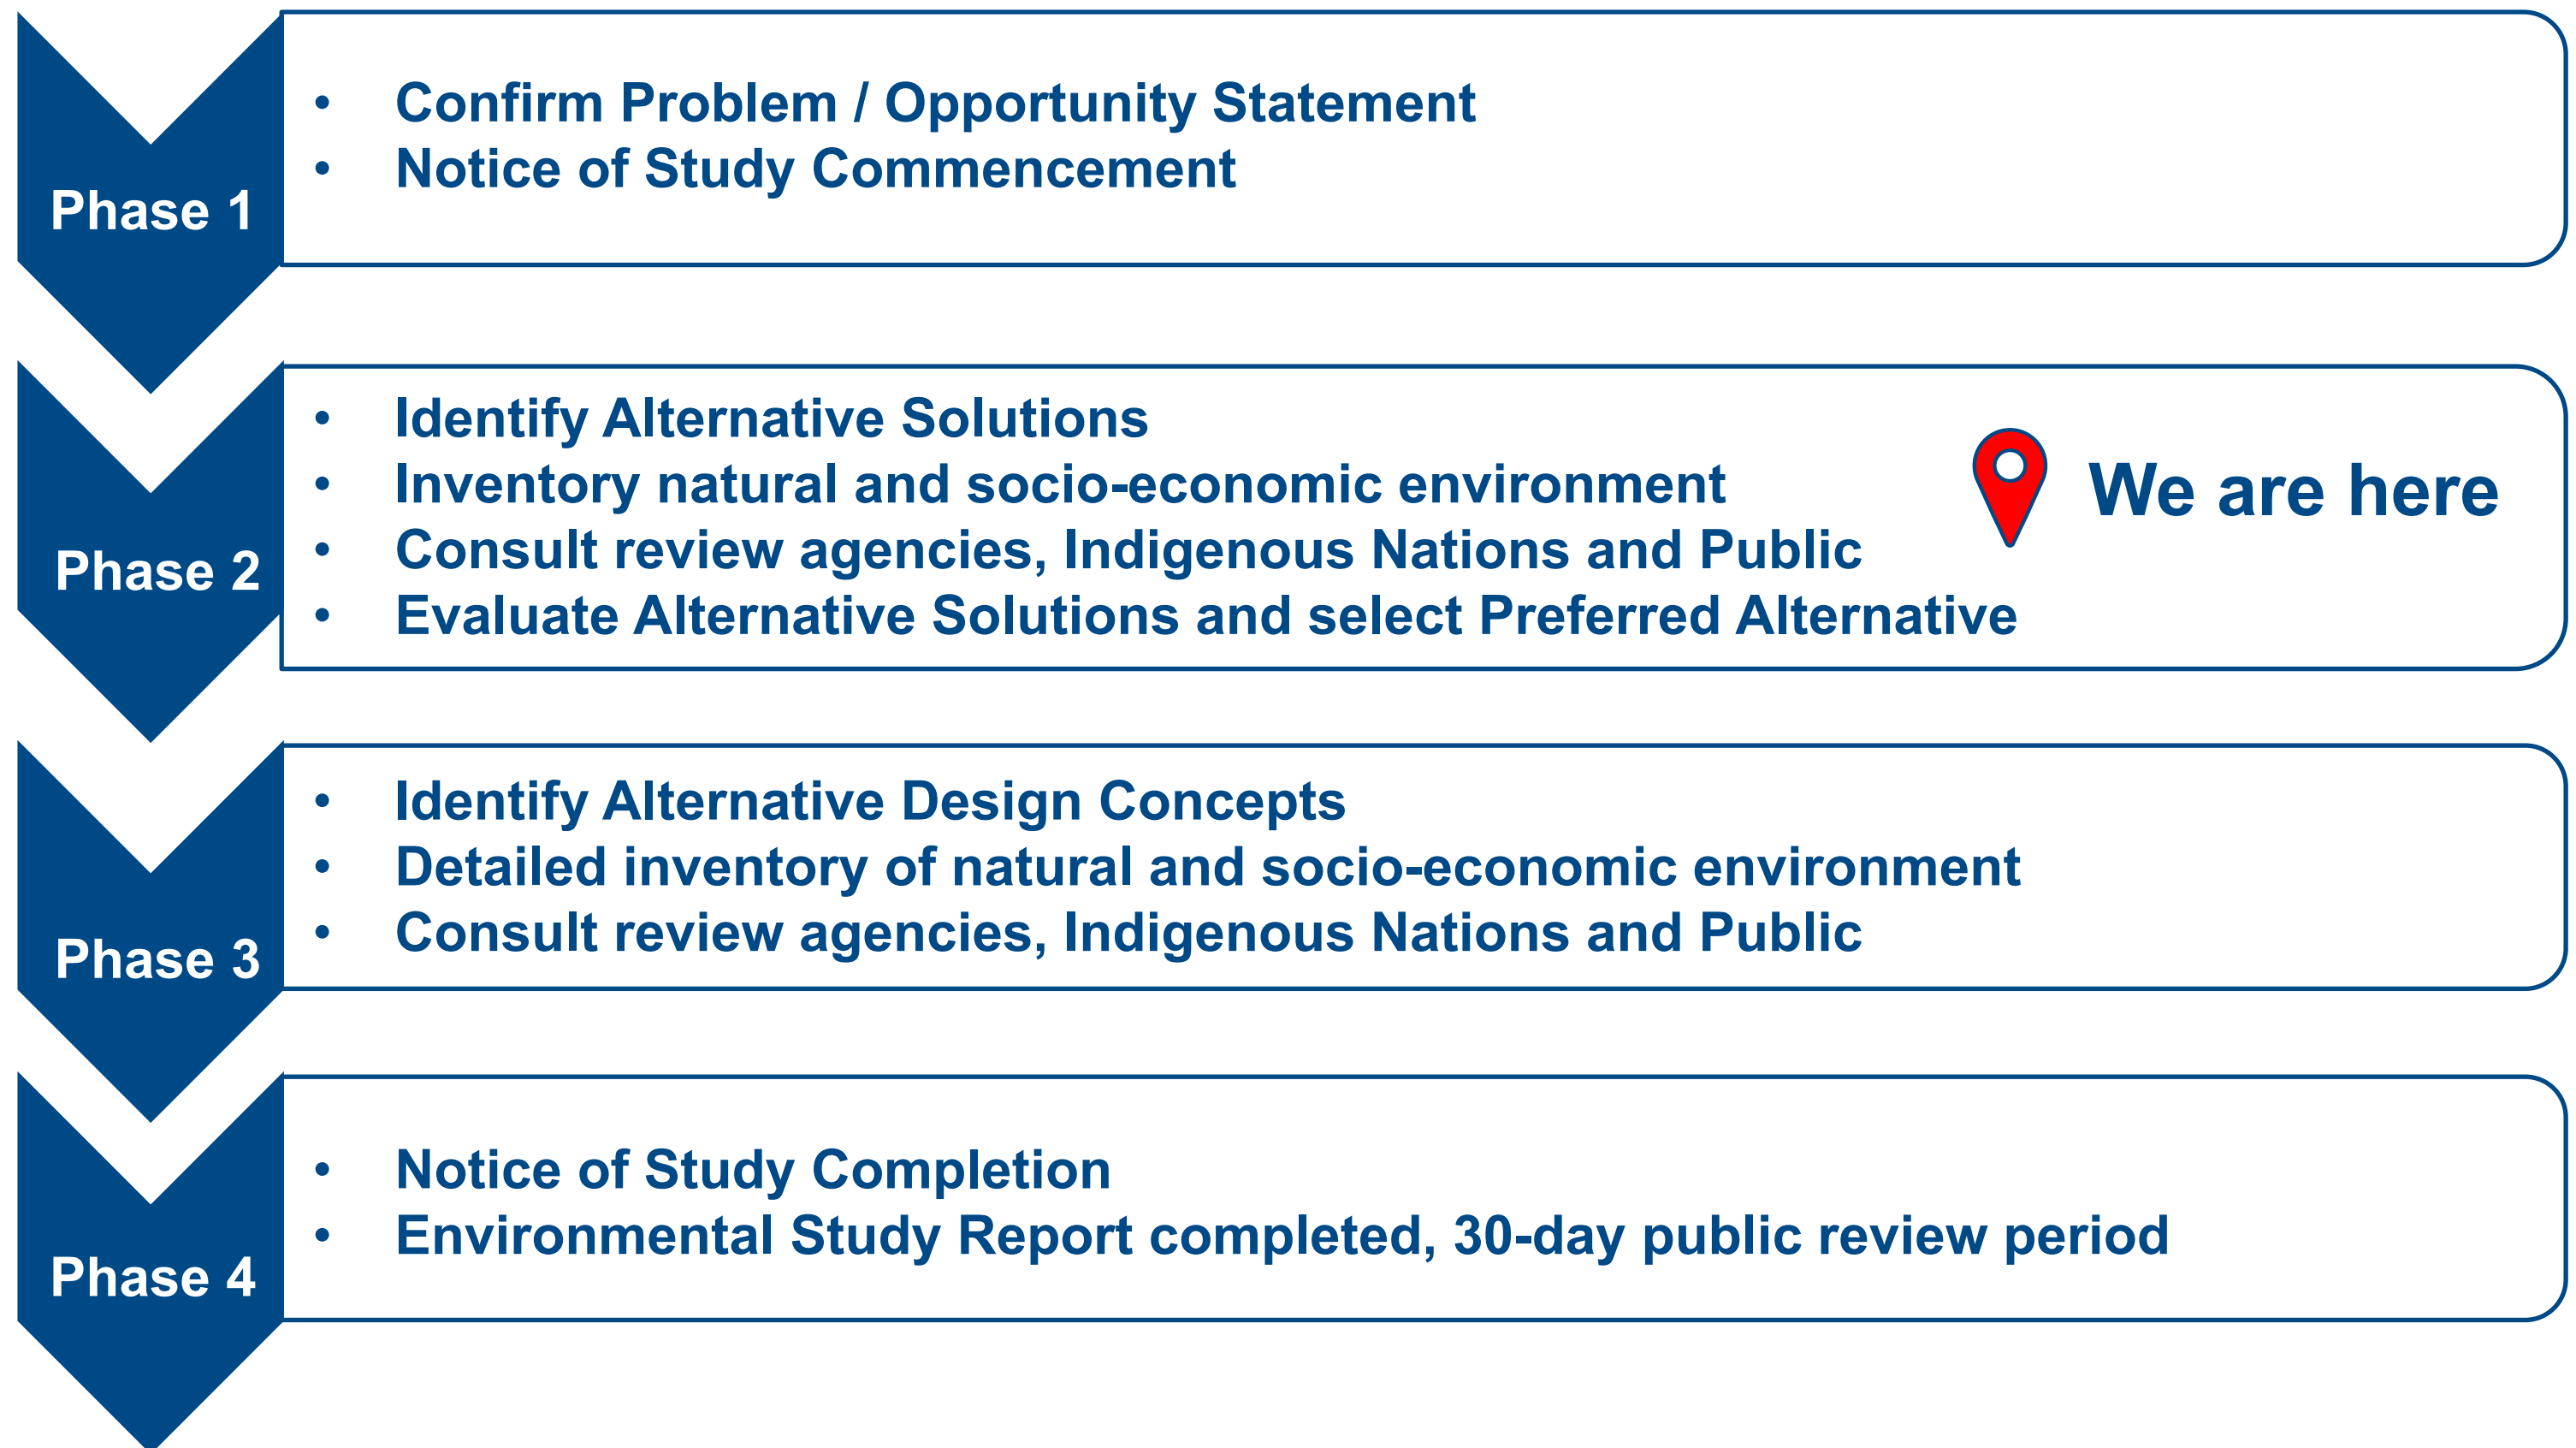 Phase 1
• Confirm Problem / Opportunity Statement
• Notice of Study Commencement
Phase 2
• Identify Alternative Solutions
• Inventory natural and socio-economic environment
• Consult review agencies, Indigenous Nations and Public
• Evaluate Alternative Solutions and select Preferred Alternative
We are here
Phase 3
• Identify Alternative Design Concepts
• Detailed inventory of natural and socio-economic environment
• Consult review agencies, Indigenous Nations and Public
Phase 4
• Notice of Study Completion
• Environmental Study Report completed, 30-day public review period